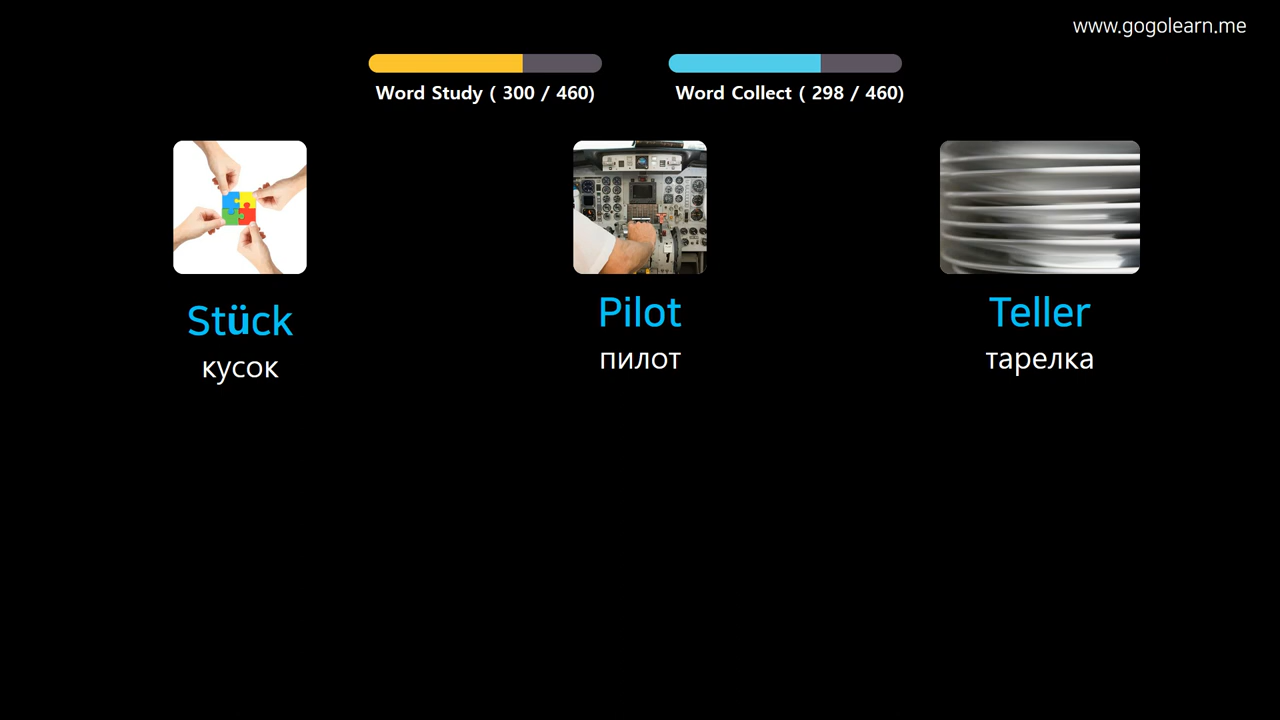 www.gogolearn.me
Word Study ( 300 / 460)
Word Collect ( 298 / 460)
Stück
кусок
Pilot
пилот
Teller
тарелка